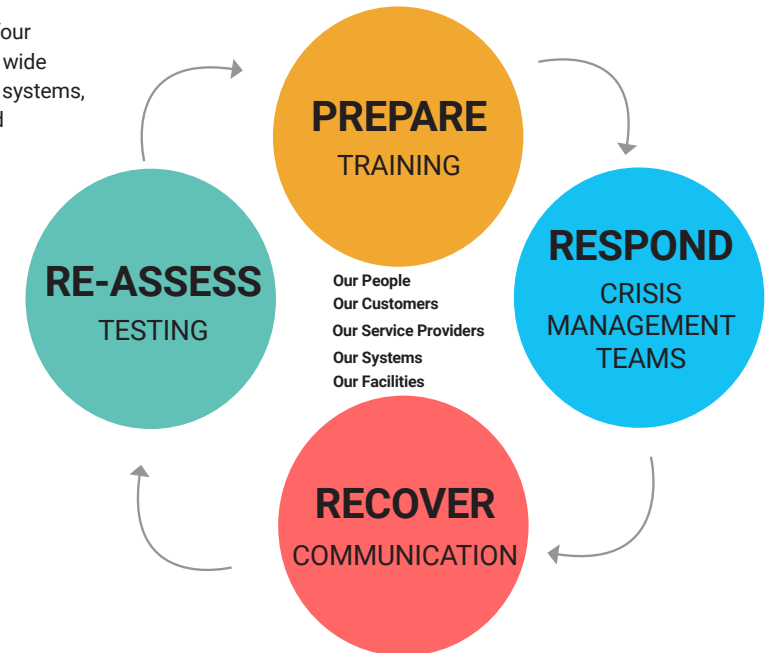 wide
systems,
PREPARE
TRAINING
RESPOND
CRISIS
MANAGEMENT
TEAMS
RE-ASSESS
TESTING
Our People
Our Customers
Our Service Providers
Our Systems
Our Facilities
RECOVER
COMMUNICATION